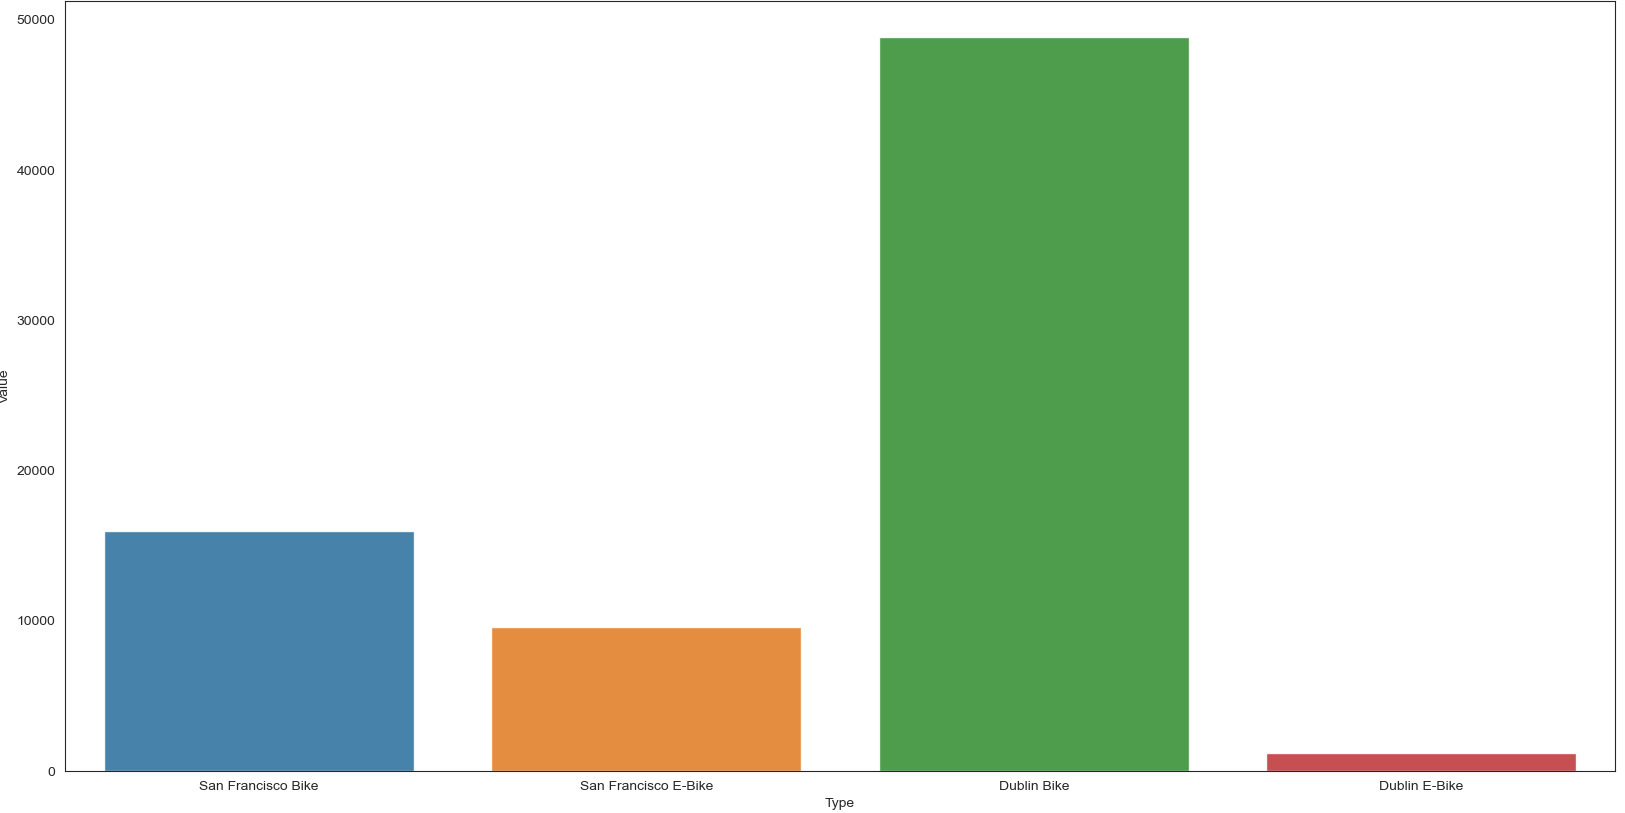 50000
40000
30000
20000
10000
0
Value
San Francisco Bike
San Francisco E-Bike
Dublin Bike
Dublin E-Bike
Type